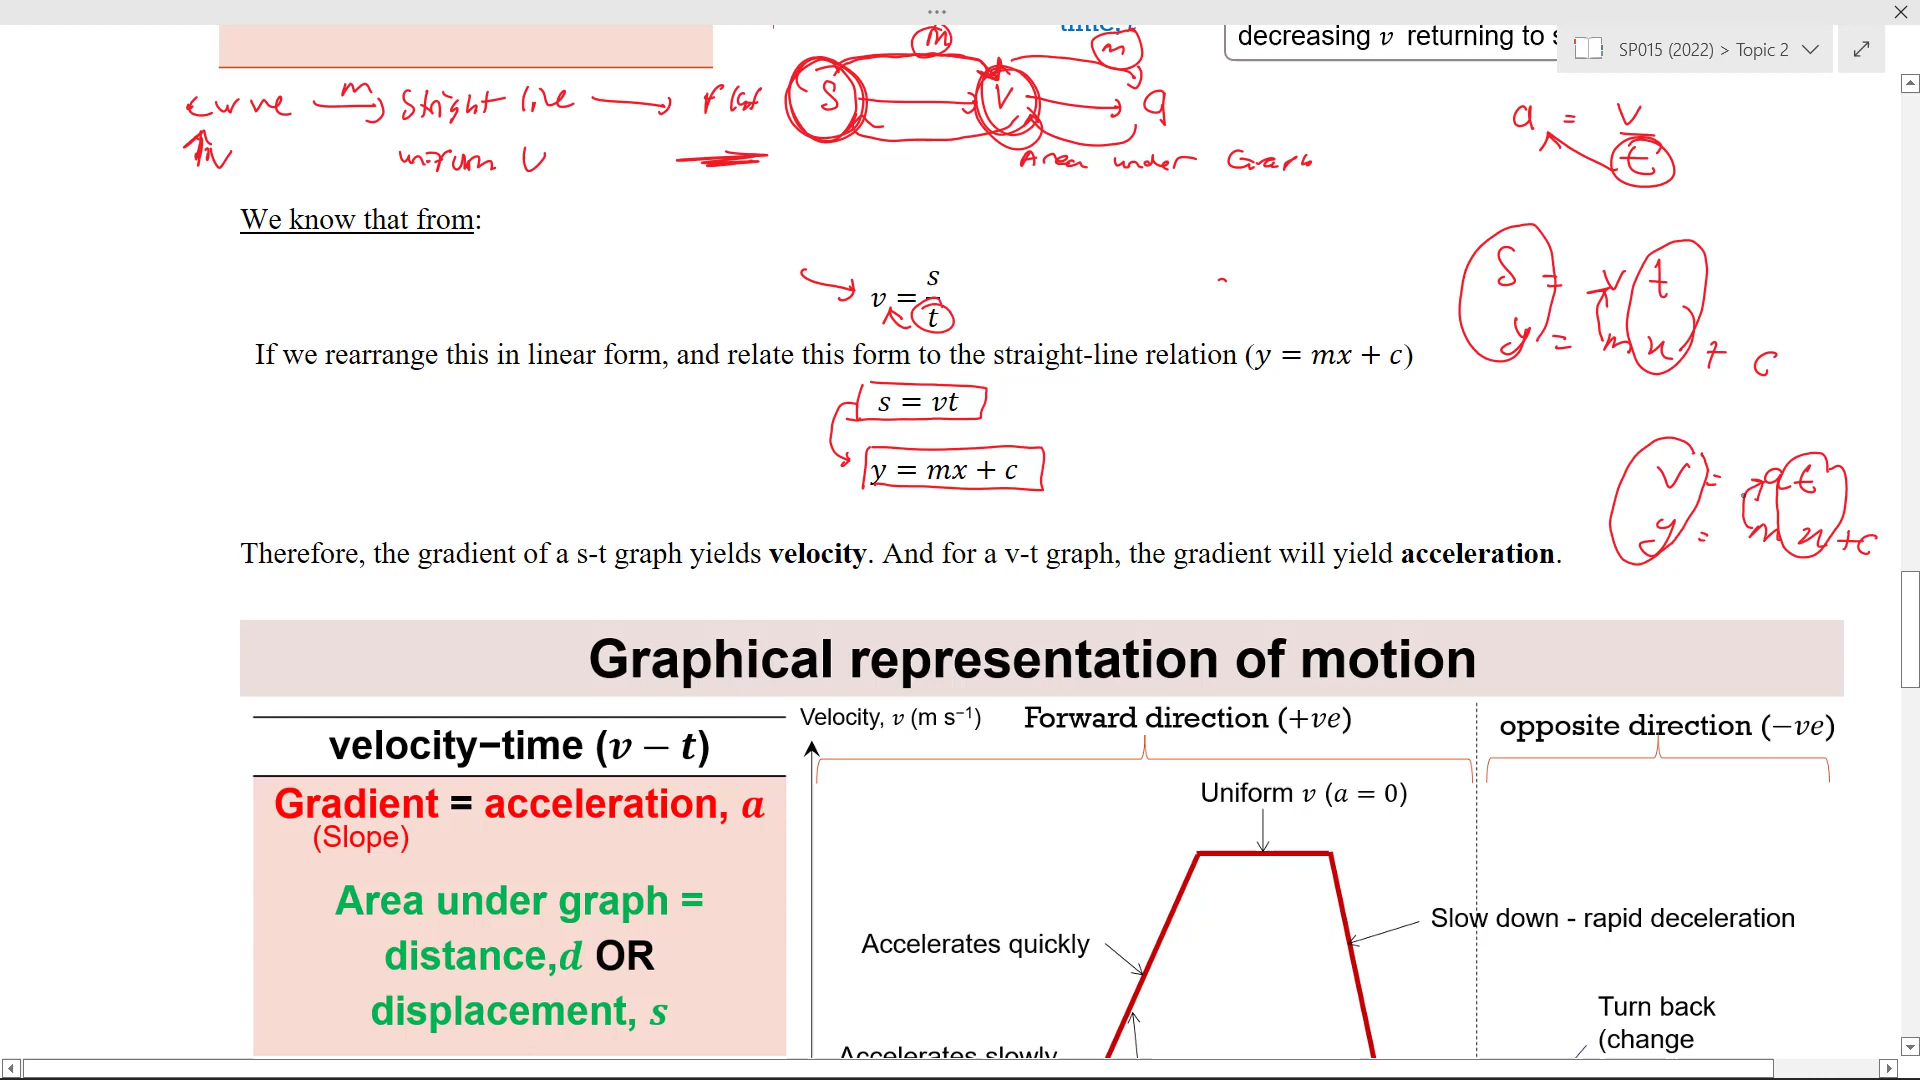 decreasing v returning to
SP015 (2022) > Topic 2
m
m
curve m Stright line
S V a
uniform V
Area under Graph
a = v
t
We know that from:
v = s
t
S = v t
y = m x + c
If we rearrange this in linear form, and relate this form to the straight-line relation (y = mx + c)
s = vt
y = mx + c
V = a t
y = m x + c
Therefore, the gradient of a s-t graph yields velocity. And for a v-t graph, the gradient will yield acceleration.
Graphical representation of motion
velocity−time (v − t)
Gradient = acceleration, a
(Slope)
Area under graph =
distance,d OR
displacement, s
Velocity, v (m s⁻¹)
Forward direction (+ve)
opposite direction (−ve)
Uniform v (a = 0)
Accelerates quickly
Slow down - rapid deceleration
Accelerates slowly
Turn back
(change